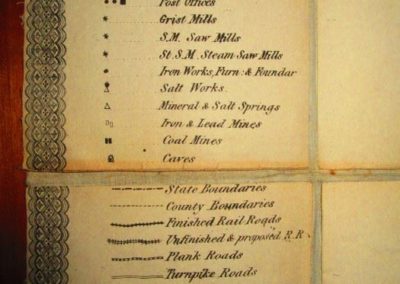 Post Offices
Grist Mills
S.M. Saw Mills
St S.M. Steam Saw Mills
Iron Works, Furn: & Foundar
Salt Works
Mineral & Salt Springs
Iron & Lead Mines
Coal Mines
Caves
State Boundaries
County Boundaries
Finished Rail Roads
Unfinished & proposed R.R
Plank Roads
Turnpike Roads